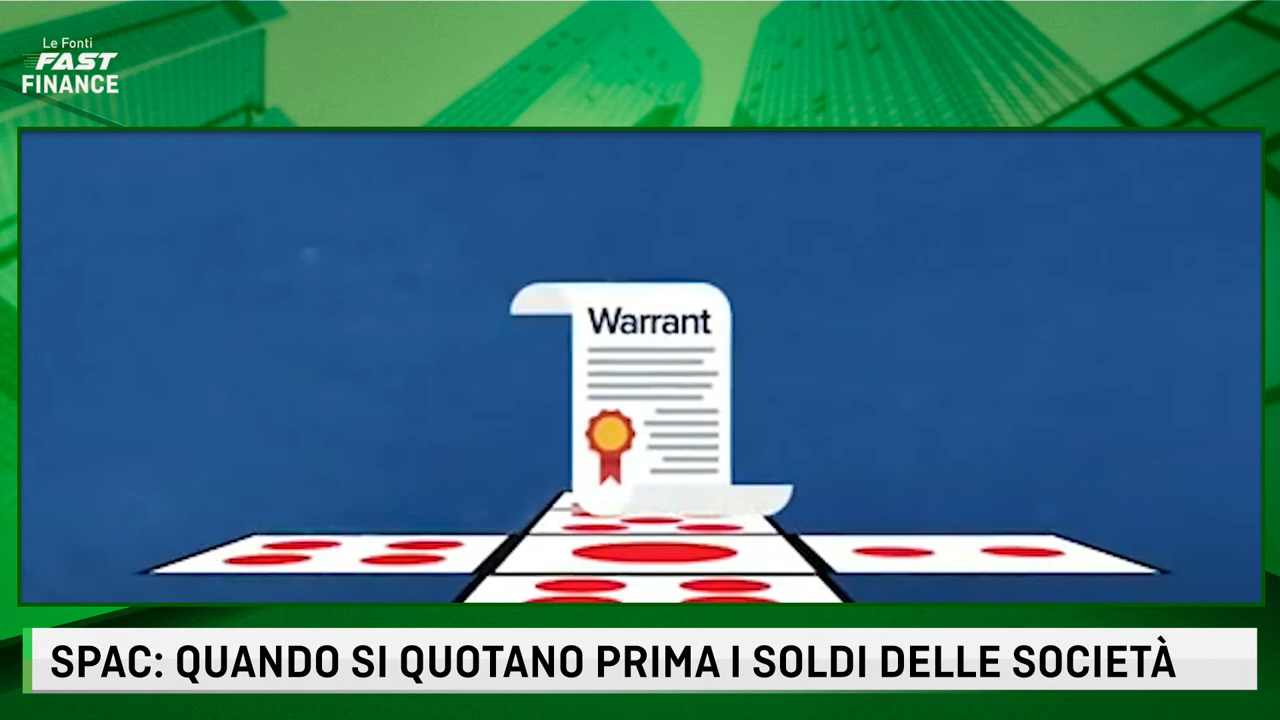 Le Fonti
FAST
FINANCE
Warrant
SPAC: QUANDO SI QUOTANO PRIMA I SOLDI DELLE SOCIETÀ